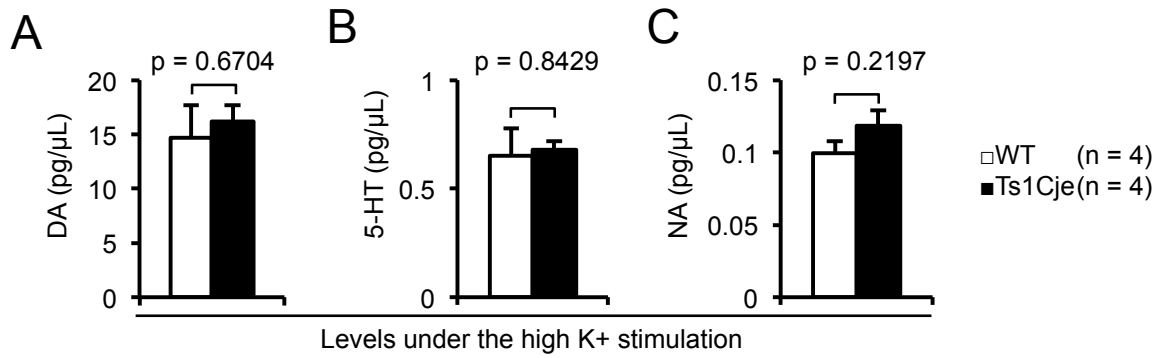 A
p = 0.6704
20
15
10
5
0
DA (pg/µL)
B
p = 0.8429
1
0.5
0
5-HT (pg/µL)
C
p = 0.2197
0.15
0.1
0.05
0
NA (pg/µL)
□WT (n = 4)
■Ts1Cje (n = 4)
Levels under the high K+ stimulation